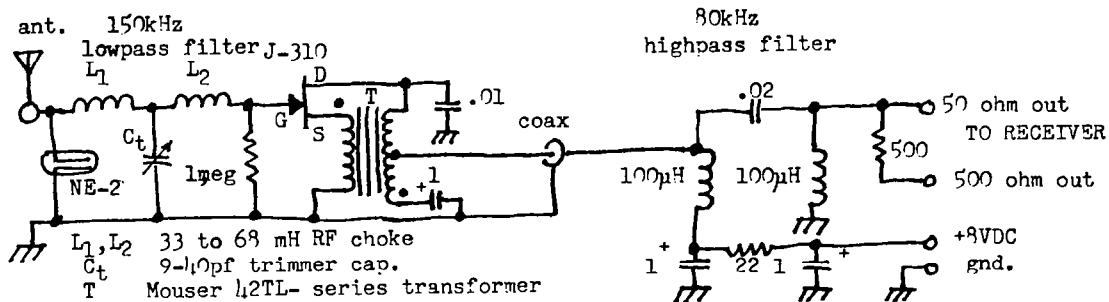 ant.
150kHz
lowpass filter
L1
L2
J-310
D
G
S
T
.01
Ct
NE-2
1meg
+1
coax
L1,L2 33 to 68 mH RF choke
Ct 9-40pf trimmer cap.
T Mouser 42TL- series transformer
80kHz
highpass filter
.02
50 ohm out
TO RECEIVER
500
500 ohm out
100µH
100µH
+
1
22
1
+
+8VDC
gnd.